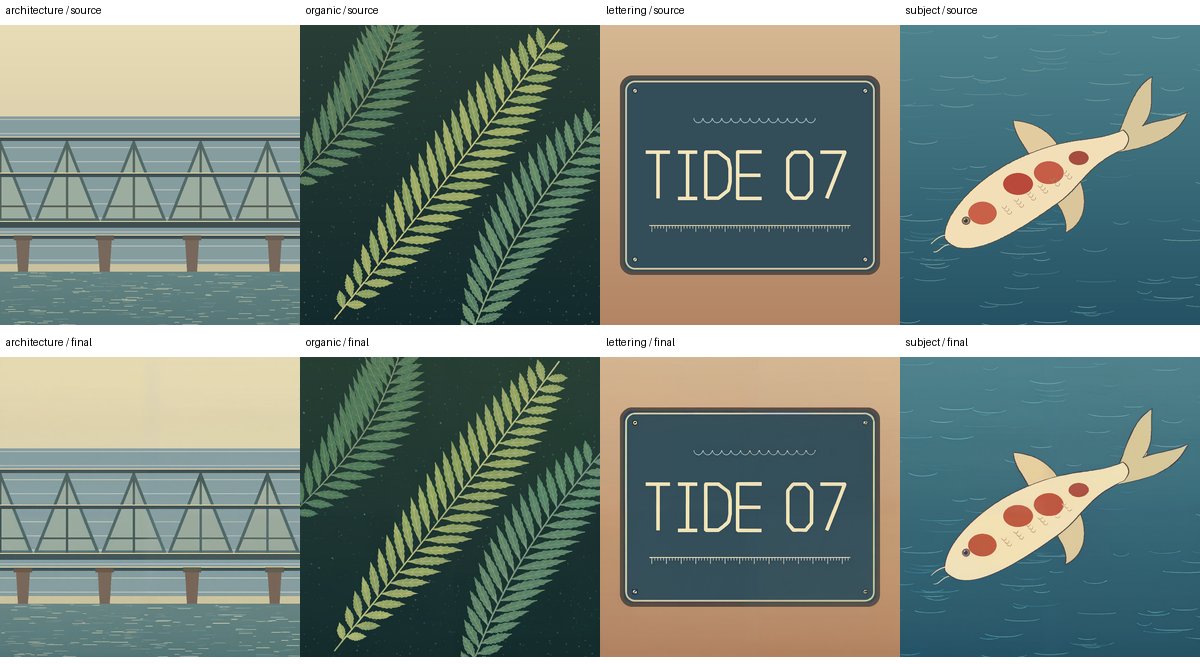 architecture / source
organic / source
lettering / source
subject / source
TIDE 07
architecture / final
organic / final
lettering / final
subject / final
TIDE 07